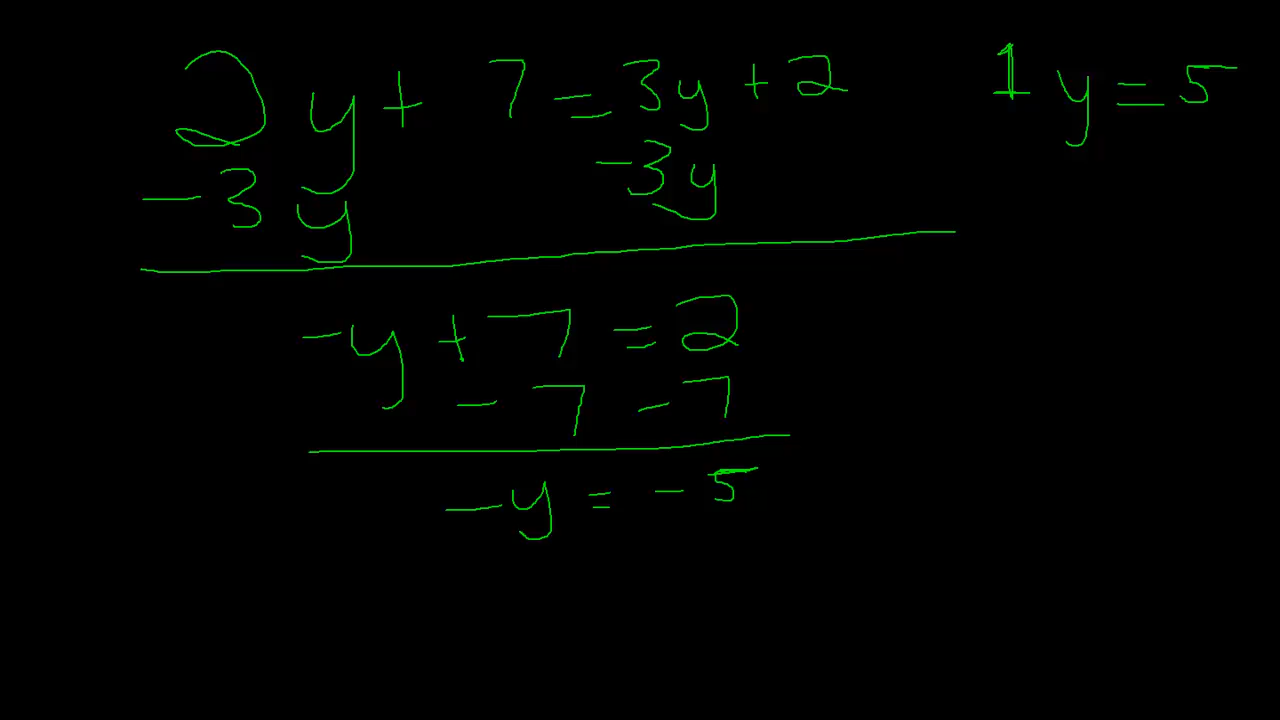 2y + 7 = 3y + 2 1y = 5
-3y -3y
-y + 7 = 2
-7 -7
-y = -5